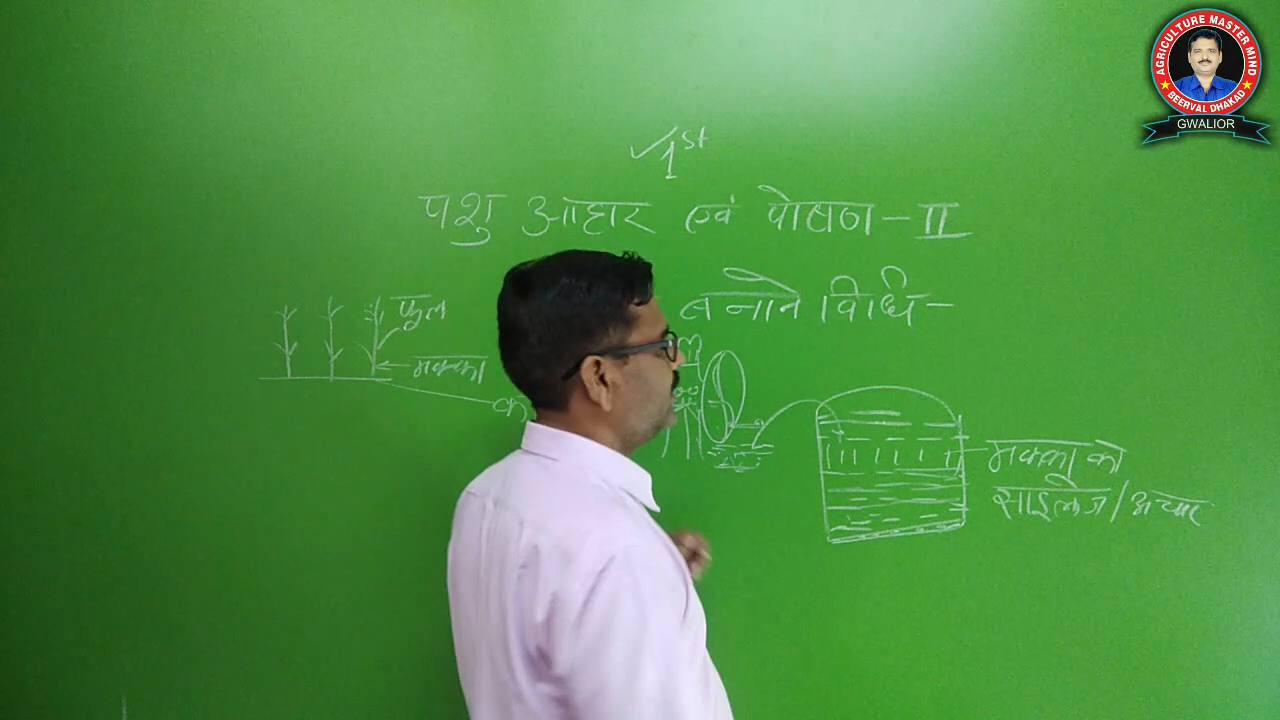 AGRICULTURE MASTER MIND
BEERVAL DHAKAD
GWALIOR
✓1st
पशु आहार एवं पोषण - II
बनाने विधि -
फूल
मक्का
मक्का को
साइलेज / अचार